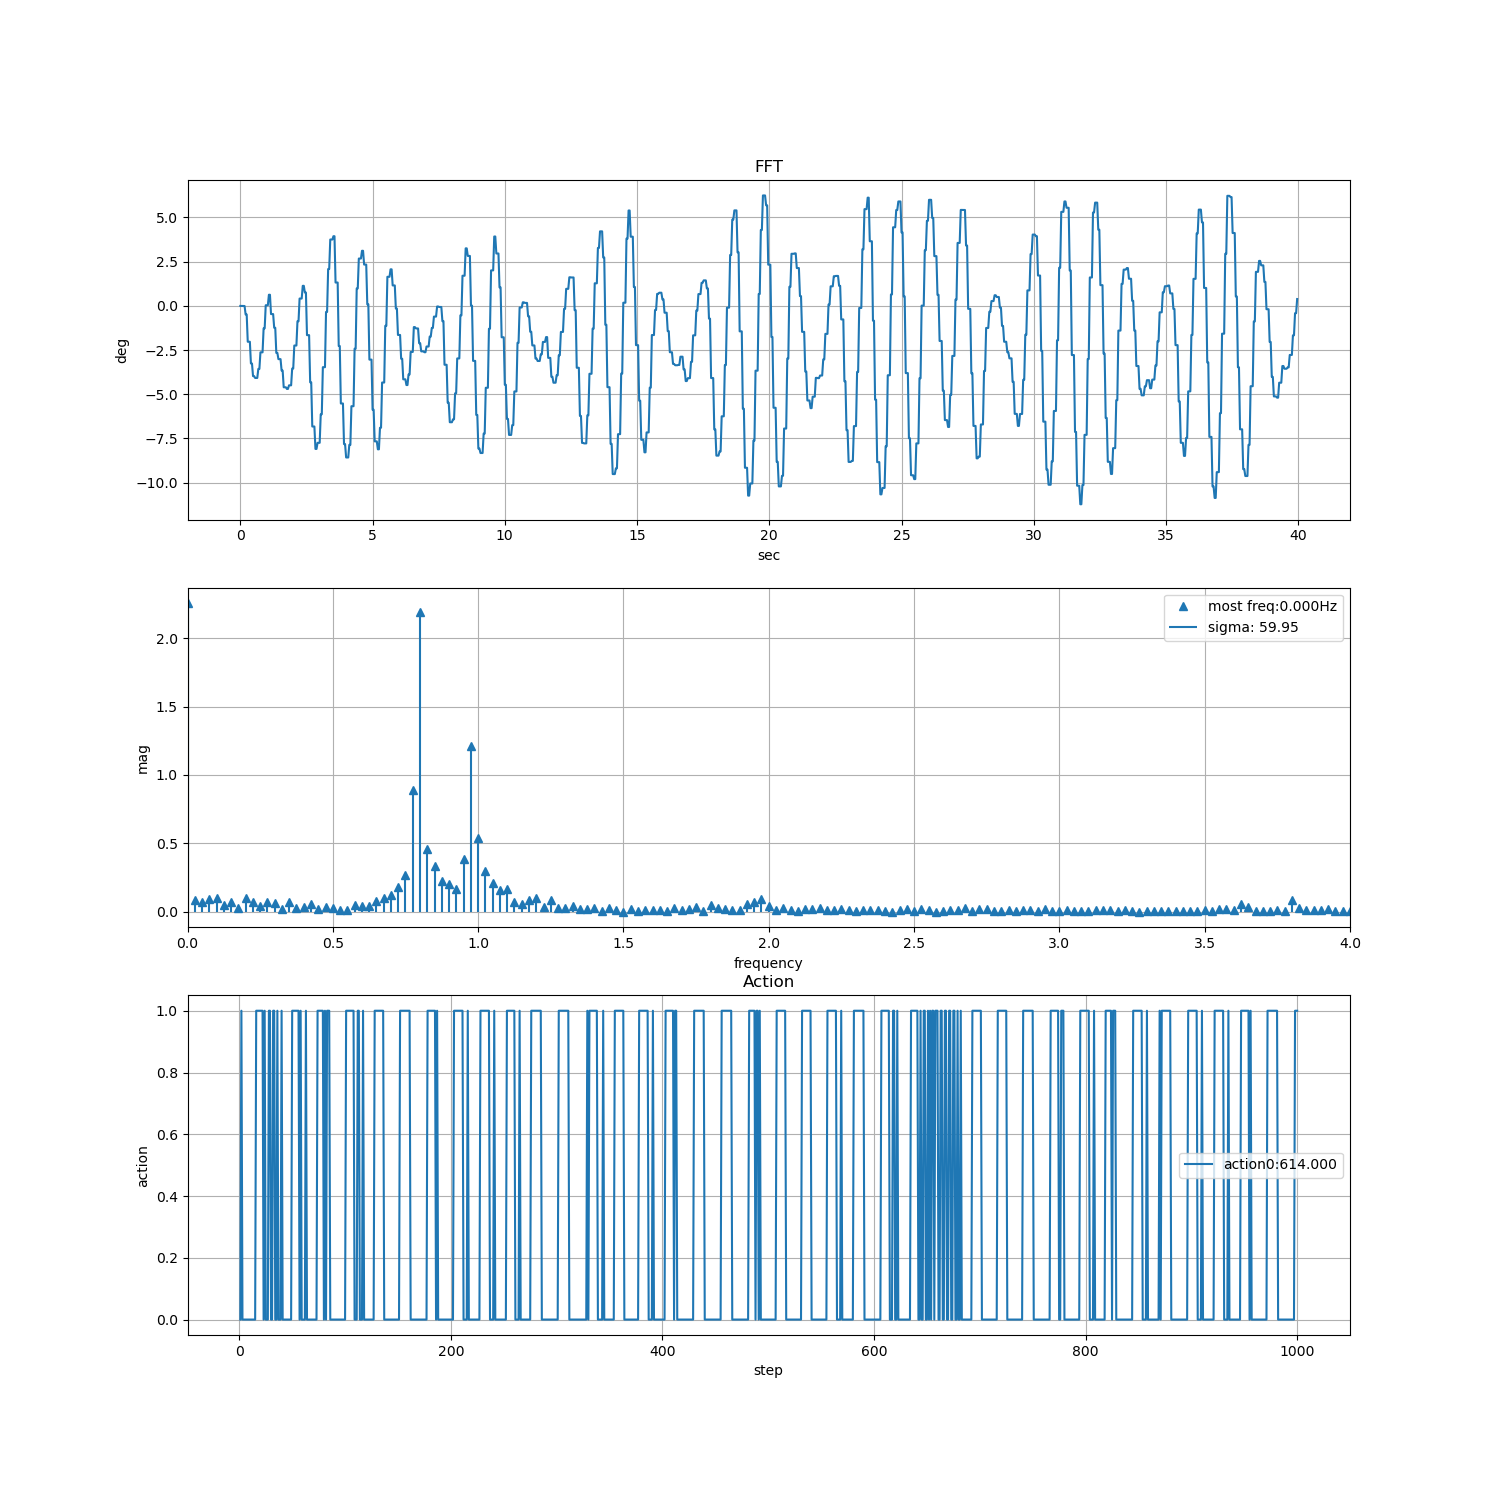 FFT
5.0
2.5
0.0
−2.5
−5.0
−7.5
−10.0
deg
0 5 10 15 20 25 30 35 40
sec
most freq:0.000Hz
sigma: 59.95
2.0
1.5
1.0
0.5
0.0
mag
0.0 0.5 1.0 1.5 2.0 2.5 3.0 3.5 4.0
frequency
Action
1.0
0.8
0.6
0.4
0.2
0.0
action
action0:614.000
0 200 400 600 800 1000
step